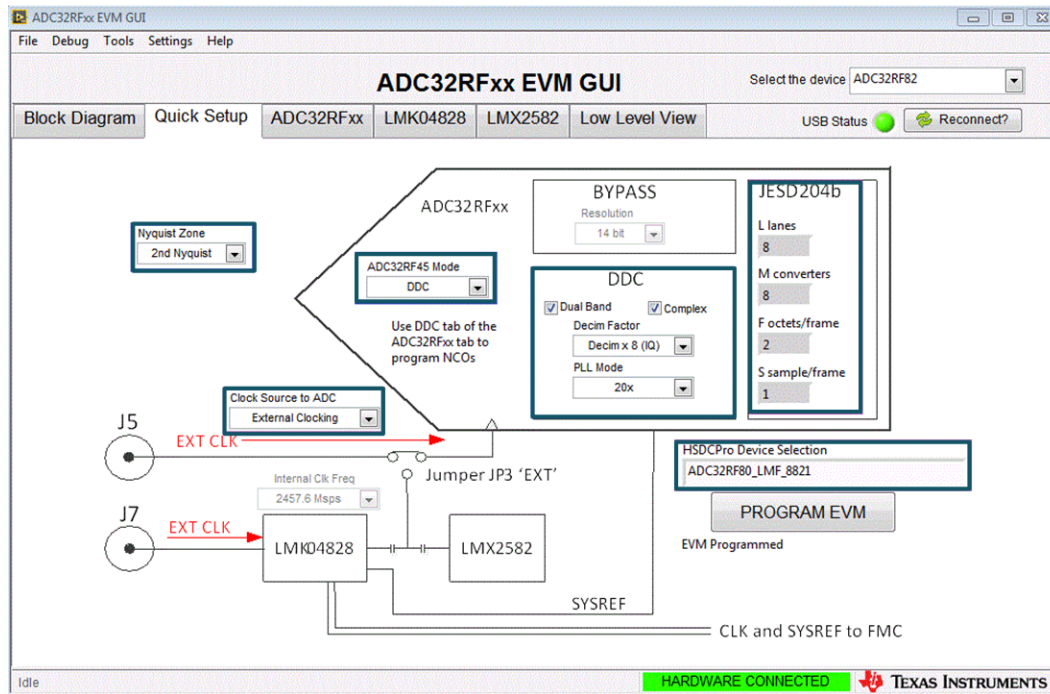 ADC32RFxx EVM GUI
File Debug Tools Settings Help
ADC32RFxx EVM GUI
Select the device ADC32RF82
Block Diagram Quick Setup ADC32RFxx LMK04828 LMX2582 Low Level View
USB Status Reconnect?
ADC32RFxx
BYPASS
Resolution
14 bit
JESD204b
L lanes
8
M converters
8
F octets/frame
2
S sample/frame
1
Nyquist Zone
2nd Nyquist
ADC32RF45 Mode
DDC
Use DDC tab of the
ADC32RFxx tab to
program NCOs
DDC
Dual Band Complex
Decim Factor
Decim x 8 (IQ)
PLL Mode
20x
Clock Source to ADC
External Clocking
J5
EXT CLK
Jumper JP3 'EXT'
Internal Clk Freq
2457.6 Msps
J7
EXT CLK
LMK04828
LMX2582
SYSREF
CLK and SYSREF to FMC
HSDCPro Device Selection
ADC32RF80_LMF_8821
PROGRAM EVM
EVM Programmed
Idle
HARDWARE CONNECTED
TEXAS INSTRUMENTS